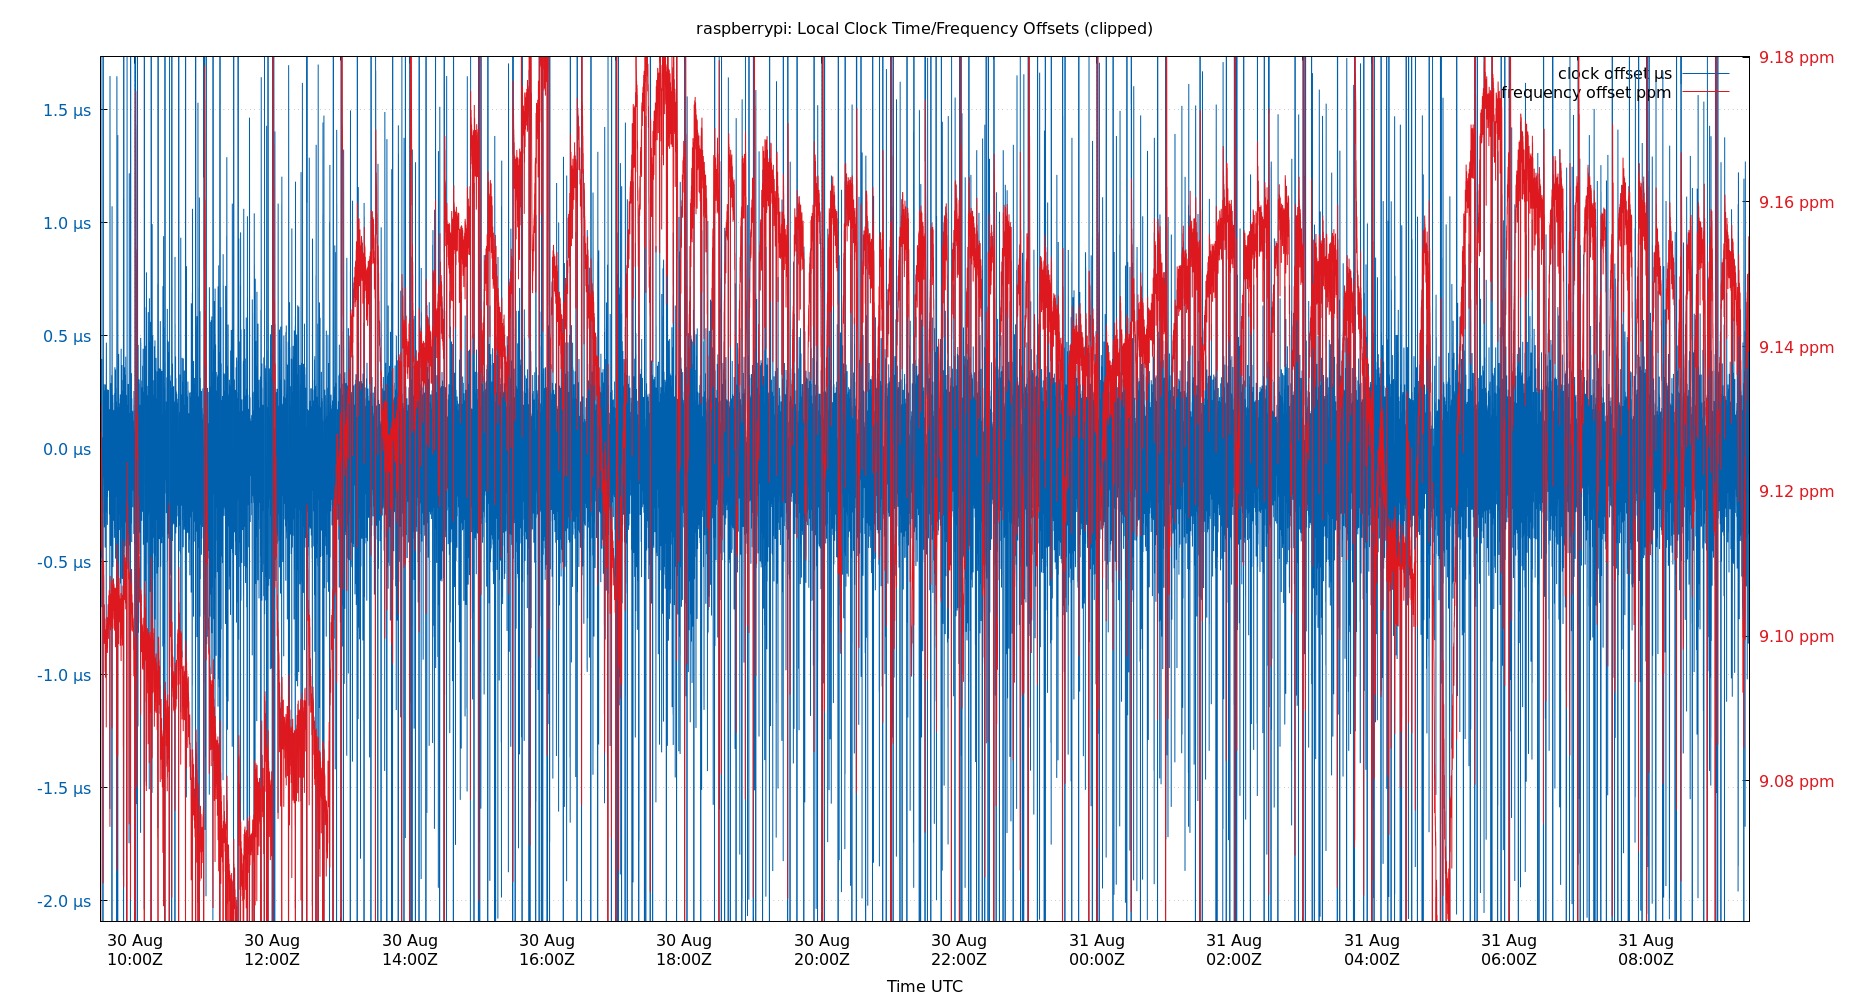 raspberrypi: Local Clock Time/Frequency Offsets (clipped)
clock offset µs
frequency offset ppm
1.5 µs
1.0 µs
0.5 µs
0.0 µs
-0.5 µs
-1.0 µs
-1.5 µs
-2.0 µs
9.18 ppm
9.16 ppm
9.14 ppm
9.12 ppm
9.10 ppm
9.08 ppm
30 Aug
10:00Z
30 Aug
12:00Z
30 Aug
14:00Z
30 Aug
16:00Z
30 Aug
18:00Z
30 Aug
20:00Z
30 Aug
22:00Z
31 Aug
00:00Z
31 Aug
02:00Z
31 Aug
04:00Z
31 Aug
06:00Z
31 Aug
08:00Z
Time UTC